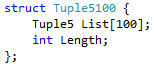 struct Tuple5100 {
    Tuple5 List[100];
    int Length;
};